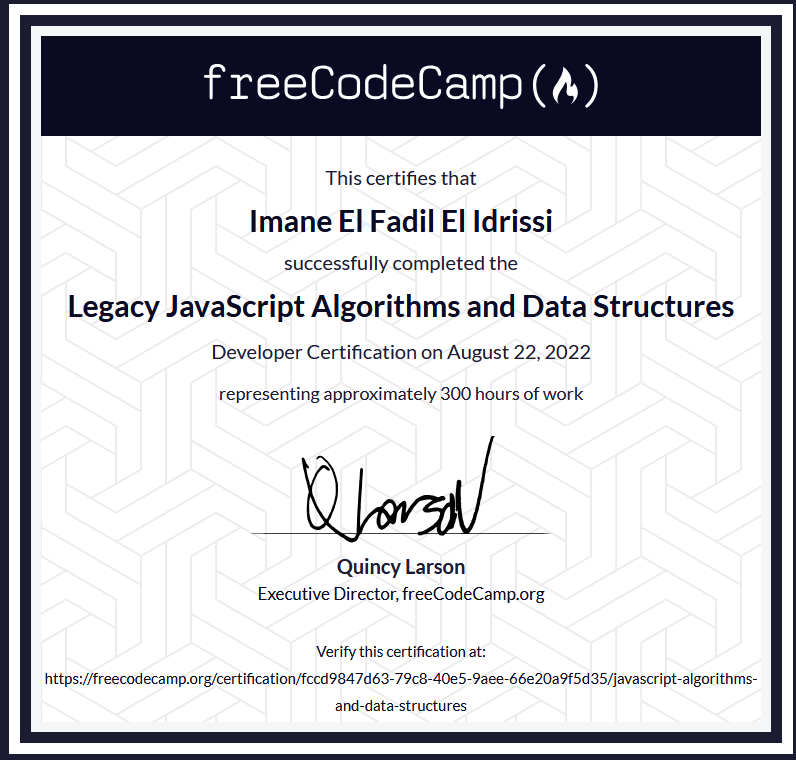 freeCodeCamp(🔥)
This certifies that
Imane El Fadil El Idrissi
successfully completed the
Legacy JavaScript Algorithms and Data Structures
Developer Certification on August 22, 2022
representing approximately 300 hours of work
Q Larson
Quincy Larson
Executive Director, freeCodeCamp.org
Verify this certification at:
https://freecodecamp.org/certification/fccd9847d63-79c8-40e5-9aee-66e20a9f5d35/javascript-algorithms-
and-data-structures